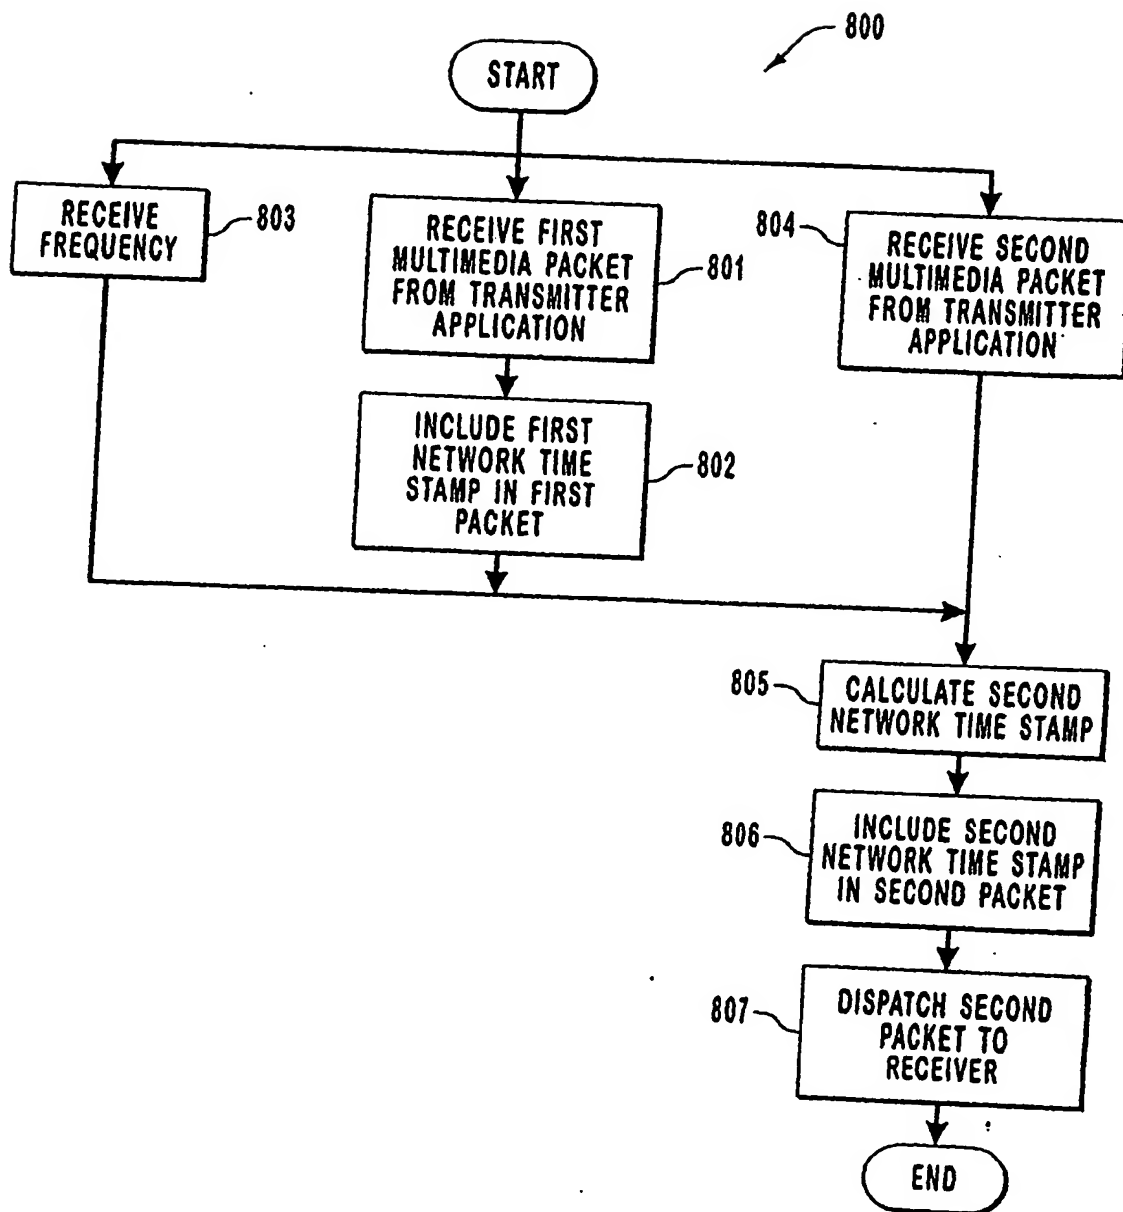 800
START
RECEIVE
FREQUENCY
803
RECEIVE FIRST
MULTIMEDIA PACKET
FROM TRANSMITTER
APPLICATION
801
804
RECEIVE SECOND
MULTIMEDIA PACKET
FROM TRANSMITTER
APPLICATION
INCLUDE FIRST
NETWORK TIME
STAMP IN FIRST
PACKET
802
805
CALCULATE SECOND
NETWORK TIME STAMP
806
INCLUDE SECOND
NETWORK TIME STAMP
IN SECOND PACKET
807
DISPATCH SECOND
PACKET TO
RECEIVER
END